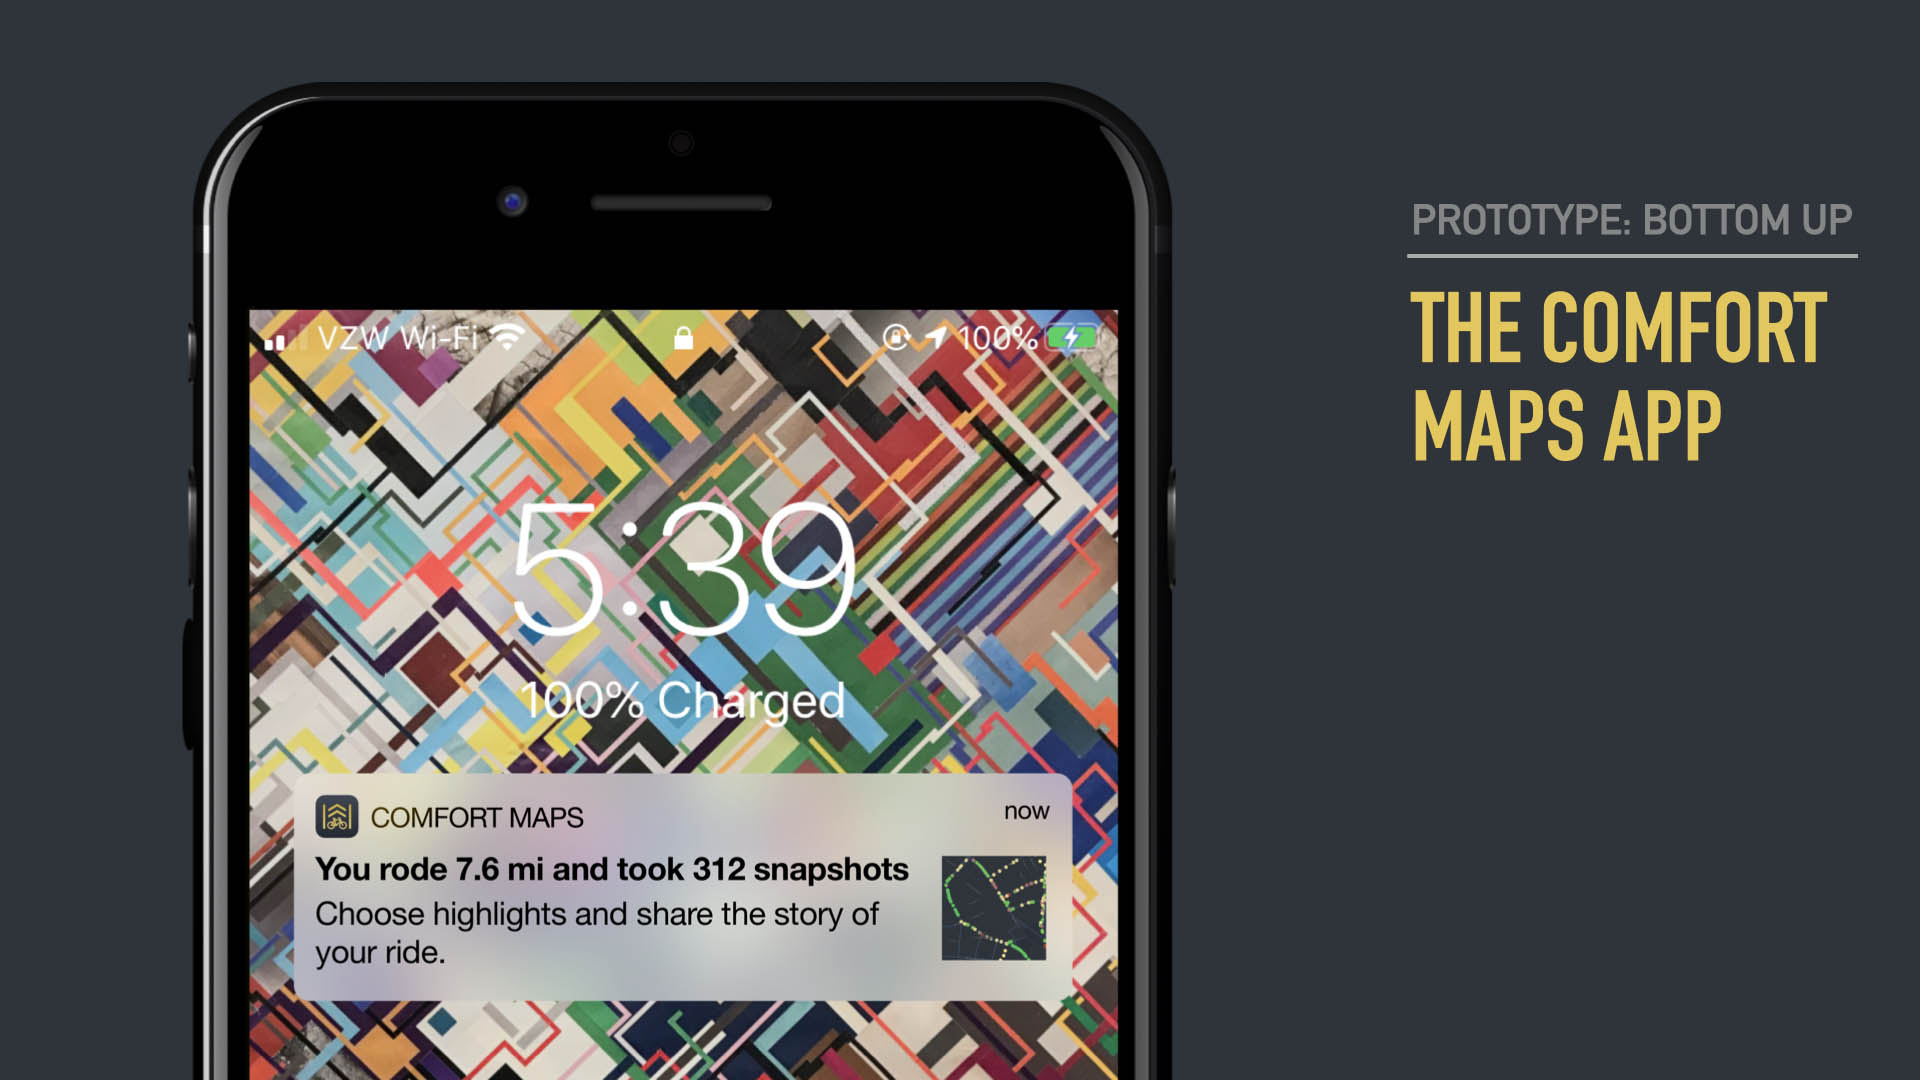 PROTOTYPE: BOTTOM UP
THE COMFORT
MAPS APP
VZW Wi-Fi
100%
5:39
100% Charged
COMFORT MAPS
now
You rode 7.6 mi and took 312 snapshots
Choose highlights and share the story of
your ride.